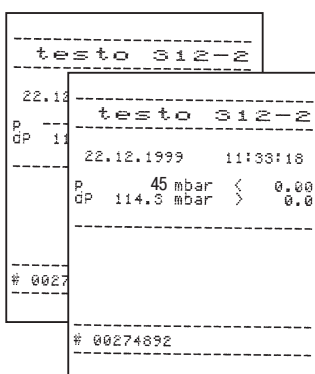 ------------------
testo 312-2
------------------
22.12
P ---
dP 11
# 0027
------------------
testo 312-2
------------------
22.12.1999 11:33:18
P 45 mbar < 0.00
dP 114.3 mbar > 0.0
------------------
------------------
# 00274892
------------------